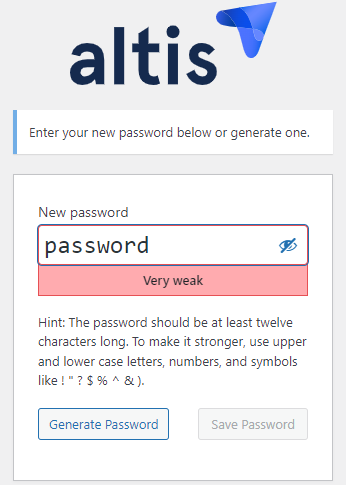 altis
Enter your new password below or generate one.
New password
password
Very weak
Hint: The password should be at least twelve
characters long. To make it stronger, use upper
and lower case letters, numbers, and symbols
like ! " ? $ % ^ & ).
Generate Password
Save Password